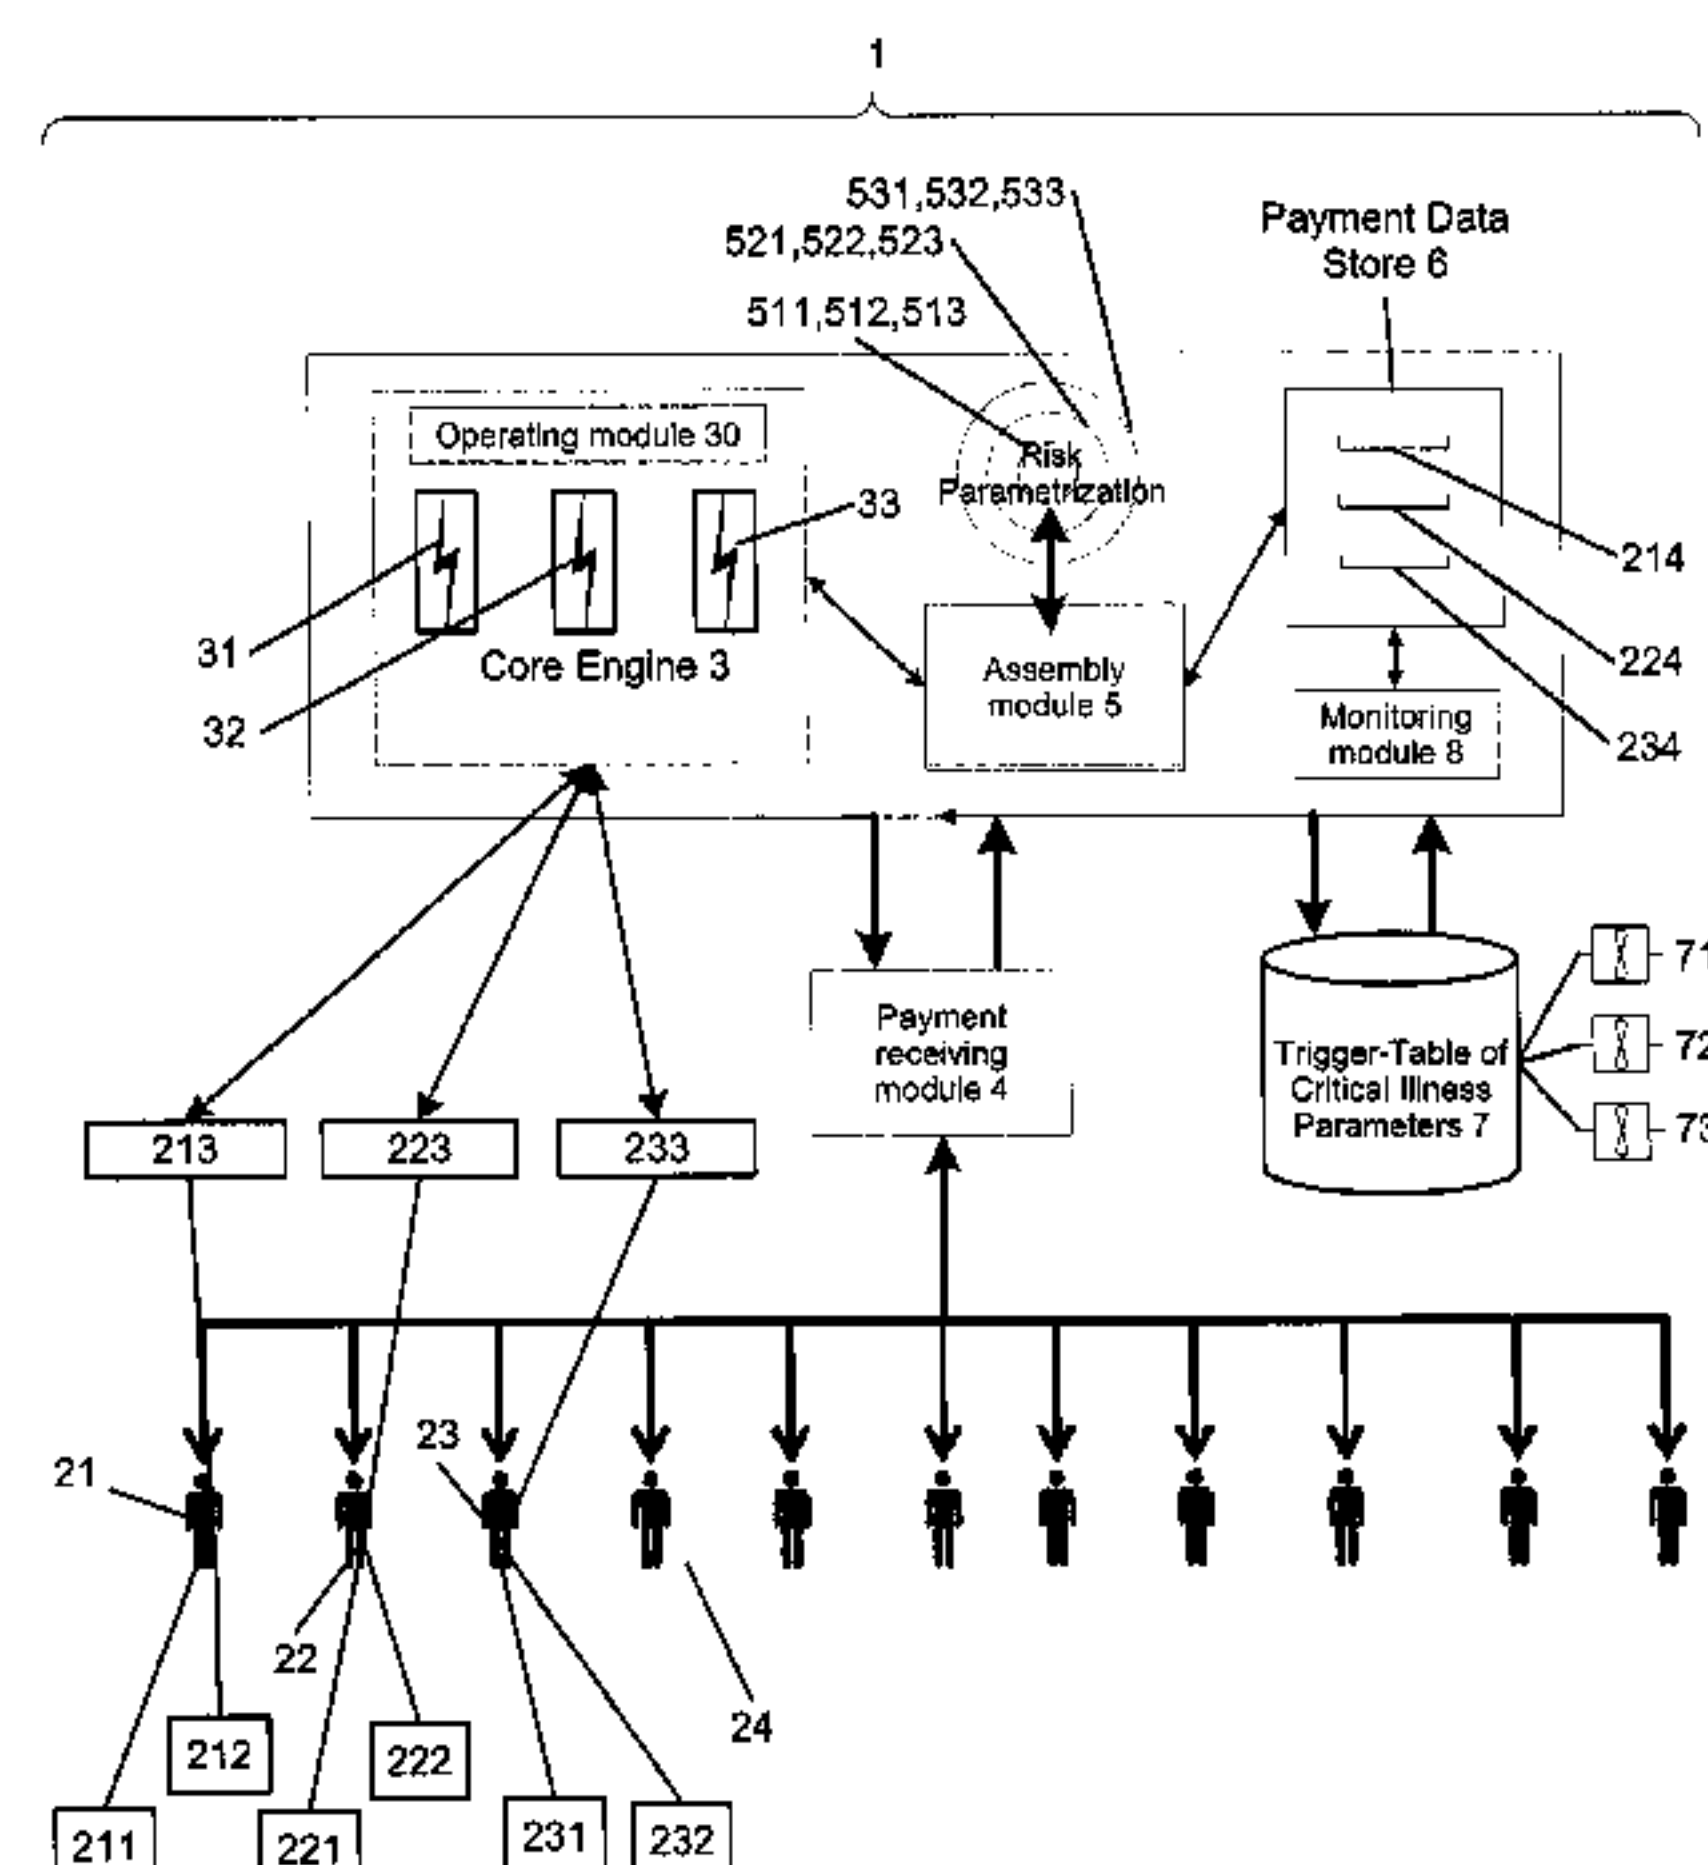 1
531,532,533
521,522,523
511,512,513
Payment Data
Store 6
Operating module 30
Risk
Parametrization
33
214
31
Core Engine 3
Assembly
module 5
224
32
Monitoring
module 8
234
Payment
receiving
module 4
71
72
73
Trigger-Table of
Critical Illness
Parameters 7
213
223
233
21
23
22
24
212
222
211
221
231
232